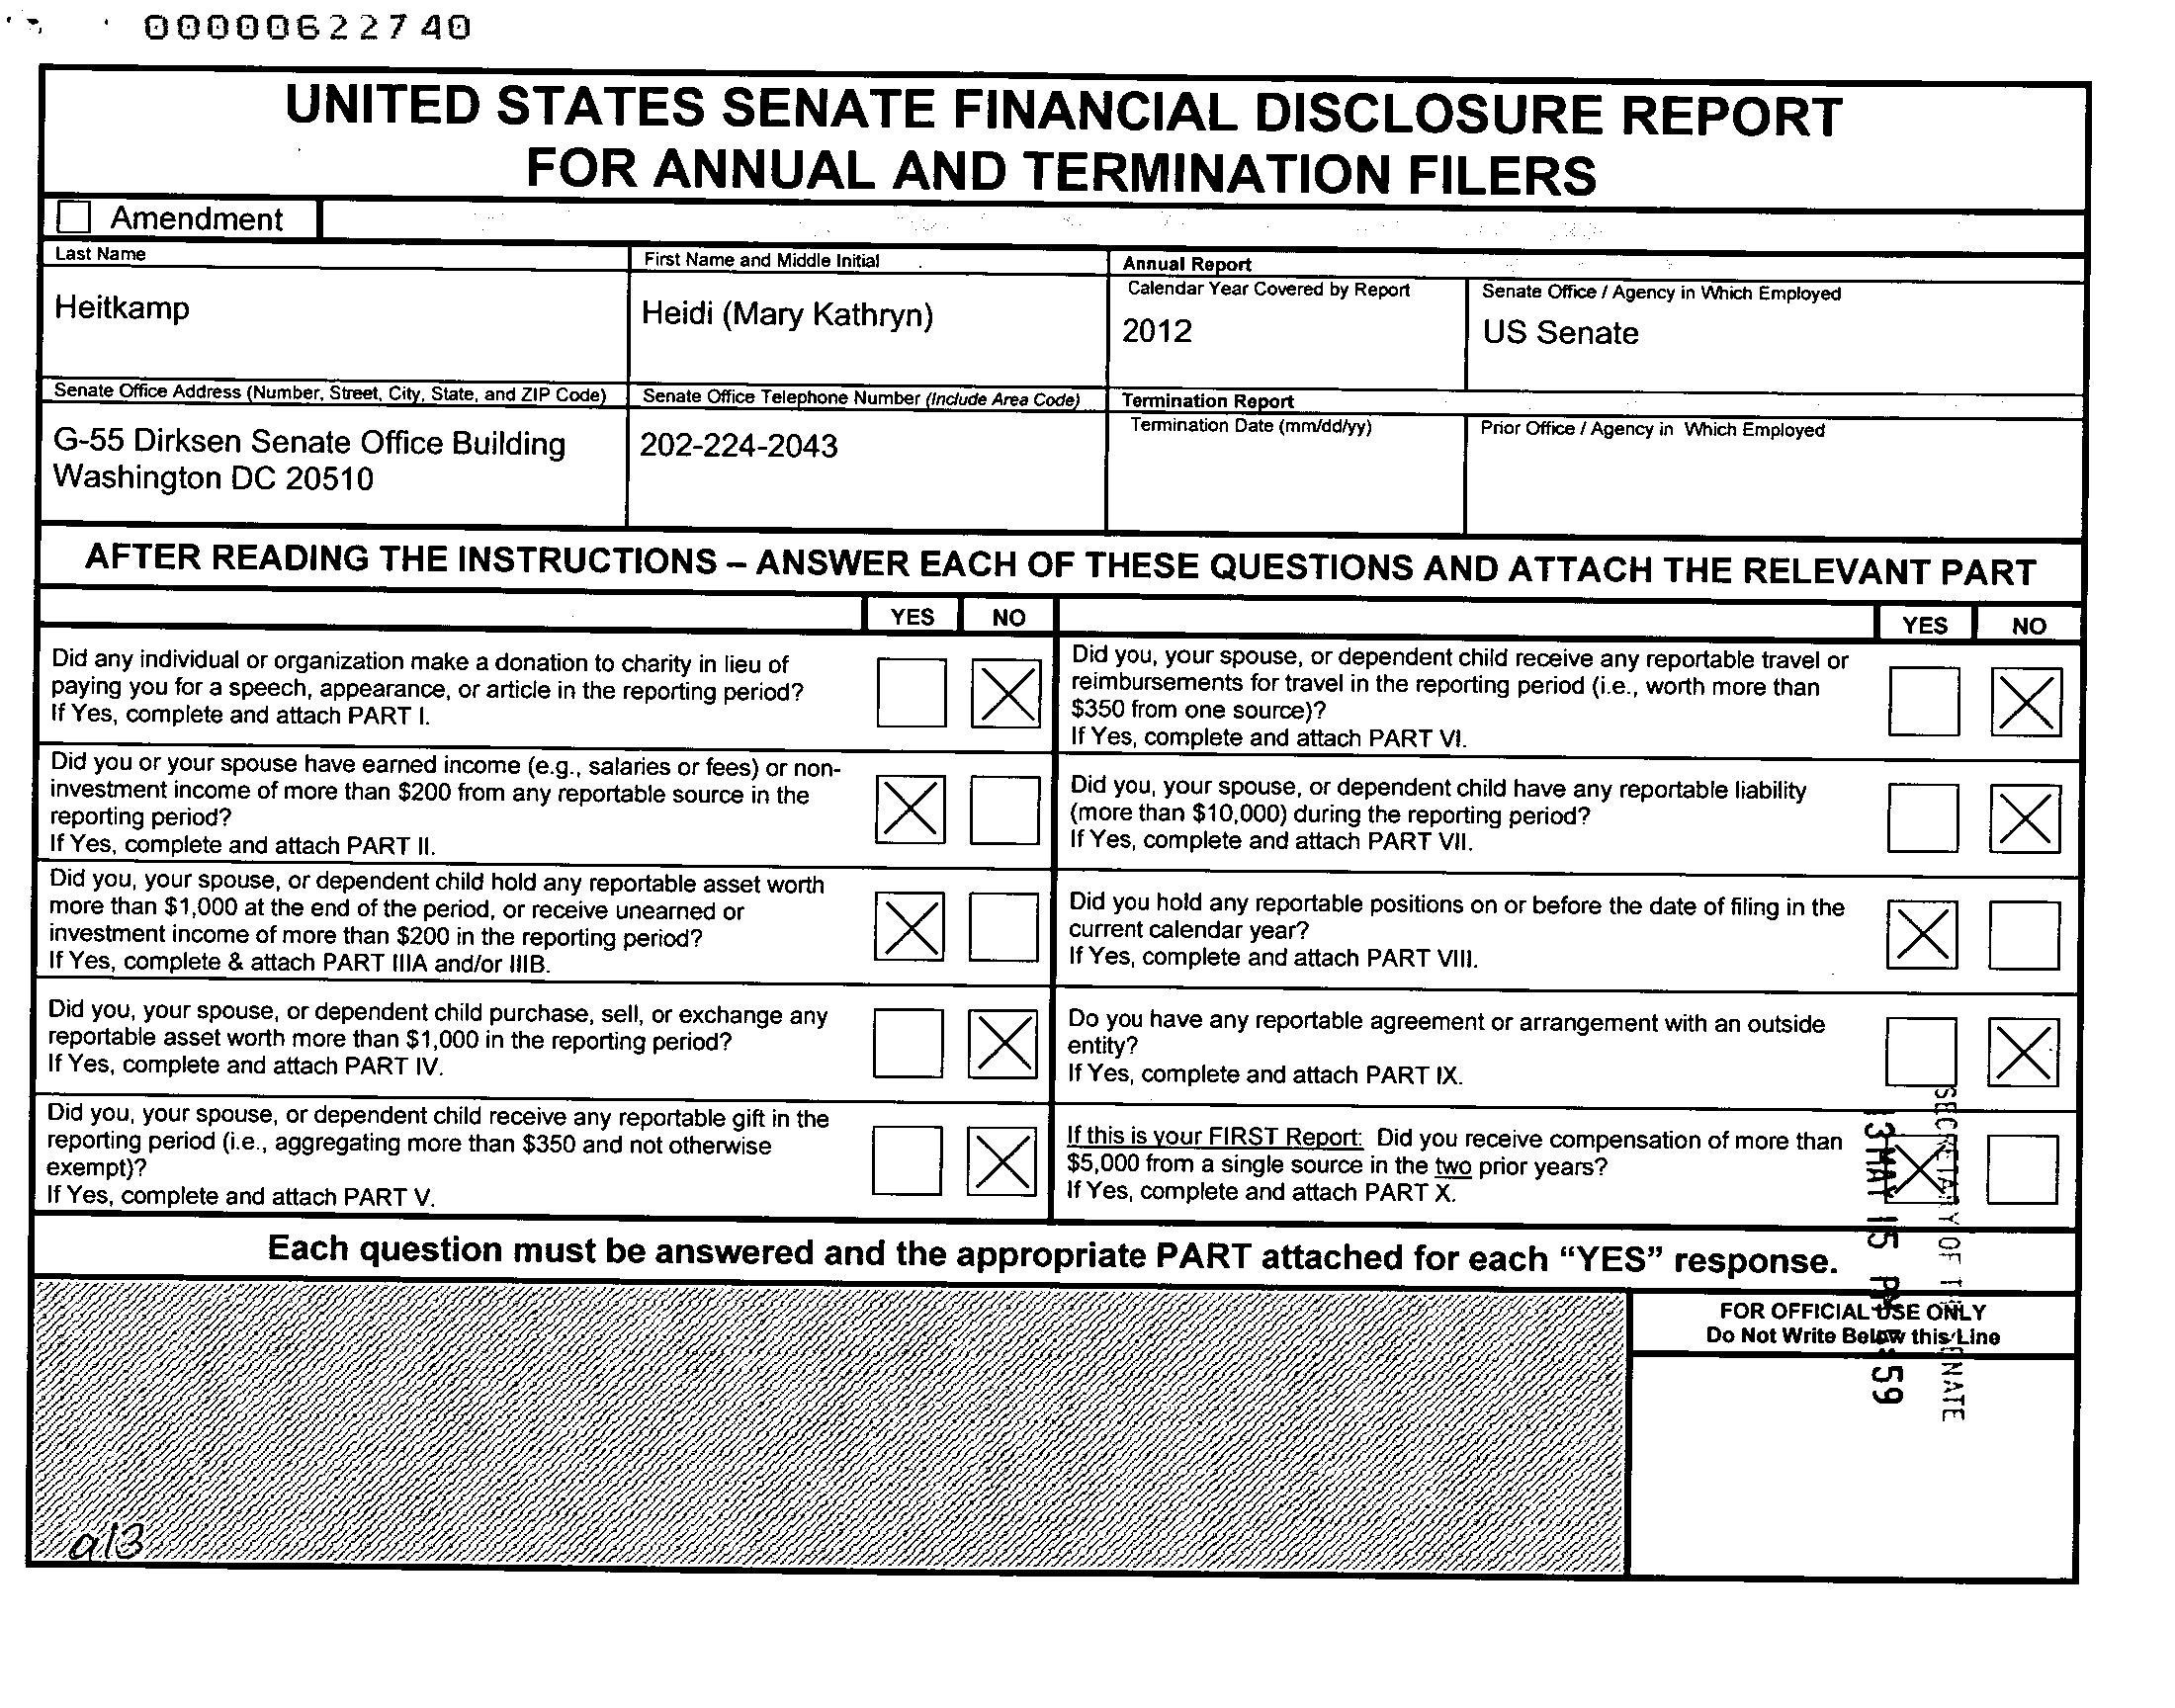 00000622740
UNITED STATES SENATE FINANCIAL DISCLOSURE REPORT
FOR ANNUAL AND TERMINATION FILERS
Amendment
Last Name
First Name and Middle Initial
Annual Report
Calendar Year Covered by Report
Senate Office / Agency in Which Employed
Heitkamp
Heidi (Mary Kathryn)
2012
US Senate
Senate Office Address (Number, Street, City, State, and ZIP Code)
Senate Office Telephone Number (Include Area Code)
Termination Report
Termination Date (mm/dd/yy)
Prior Office / Agency in Which Employed
G-55 Dirksen Senate Office Building
Washington DC 20510
202-224-2043
AFTER READING THE INSTRUCTIONS – ANSWER EACH OF THESE QUESTIONS AND ATTACH THE RELEVANT PART
YES NO
Did any individual or organization make a donation to charity in lieu of
paying you for a speech, appearance, or article in the reporting period?
If Yes, complete and attach PART I.
Did you or your spouse have earned income (e.g., salaries or fees) or non-
investment income of more than $200 from any reportable source in the
reporting period?
If Yes, complete and attach PART II.
Did you, your spouse, or dependent child hold any reportable asset worth
more than $1,000 at the end of the period, or receive unearned or
investment income of more than $200 in the reporting period?
If Yes, complete & attach PART IIIA and/or IIIB.
Did you, your spouse, or dependent child purchase, sell, or exchange any
reportable asset worth more than $1,000 in the reporting period?
If Yes, complete and attach PART IV.
Did you, your spouse, or dependent child receive any reportable gift in the
reporting period (i.e., aggregating more than $350 and not otherwise
exempt)?
If Yes, complete and attach PART V.
YES NO
Did you, your spouse, or dependent child receive any reportable travel or
reimbursements for travel in the reporting period (i.e., worth more than
$350 from one source)?
If Yes, complete and attach PART VI.
Did you, your spouse, or dependent child have any reportable liability
(more than $10,000) during the reporting period?
If Yes, complete and attach PART VII.
Did you hold any reportable positions on or before the date of filing in the
current calendar year?
If Yes, complete and attach PART VIII.
Do you have any reportable agreement or arrangement with an outside
entity?
If Yes, complete and attach PART IX.
If this is your FIRST Report: Did you receive compensation of more than
$5,000 from a single source in the two prior years?
If Yes, complete and attach PART X.
Each question must be answered and the appropriate PART attached for each “YES” response.
FOR OFFICIAL USE ONLY
Do Not Write Below this Line
SECRETARY OF THE SENATE
MAY 15